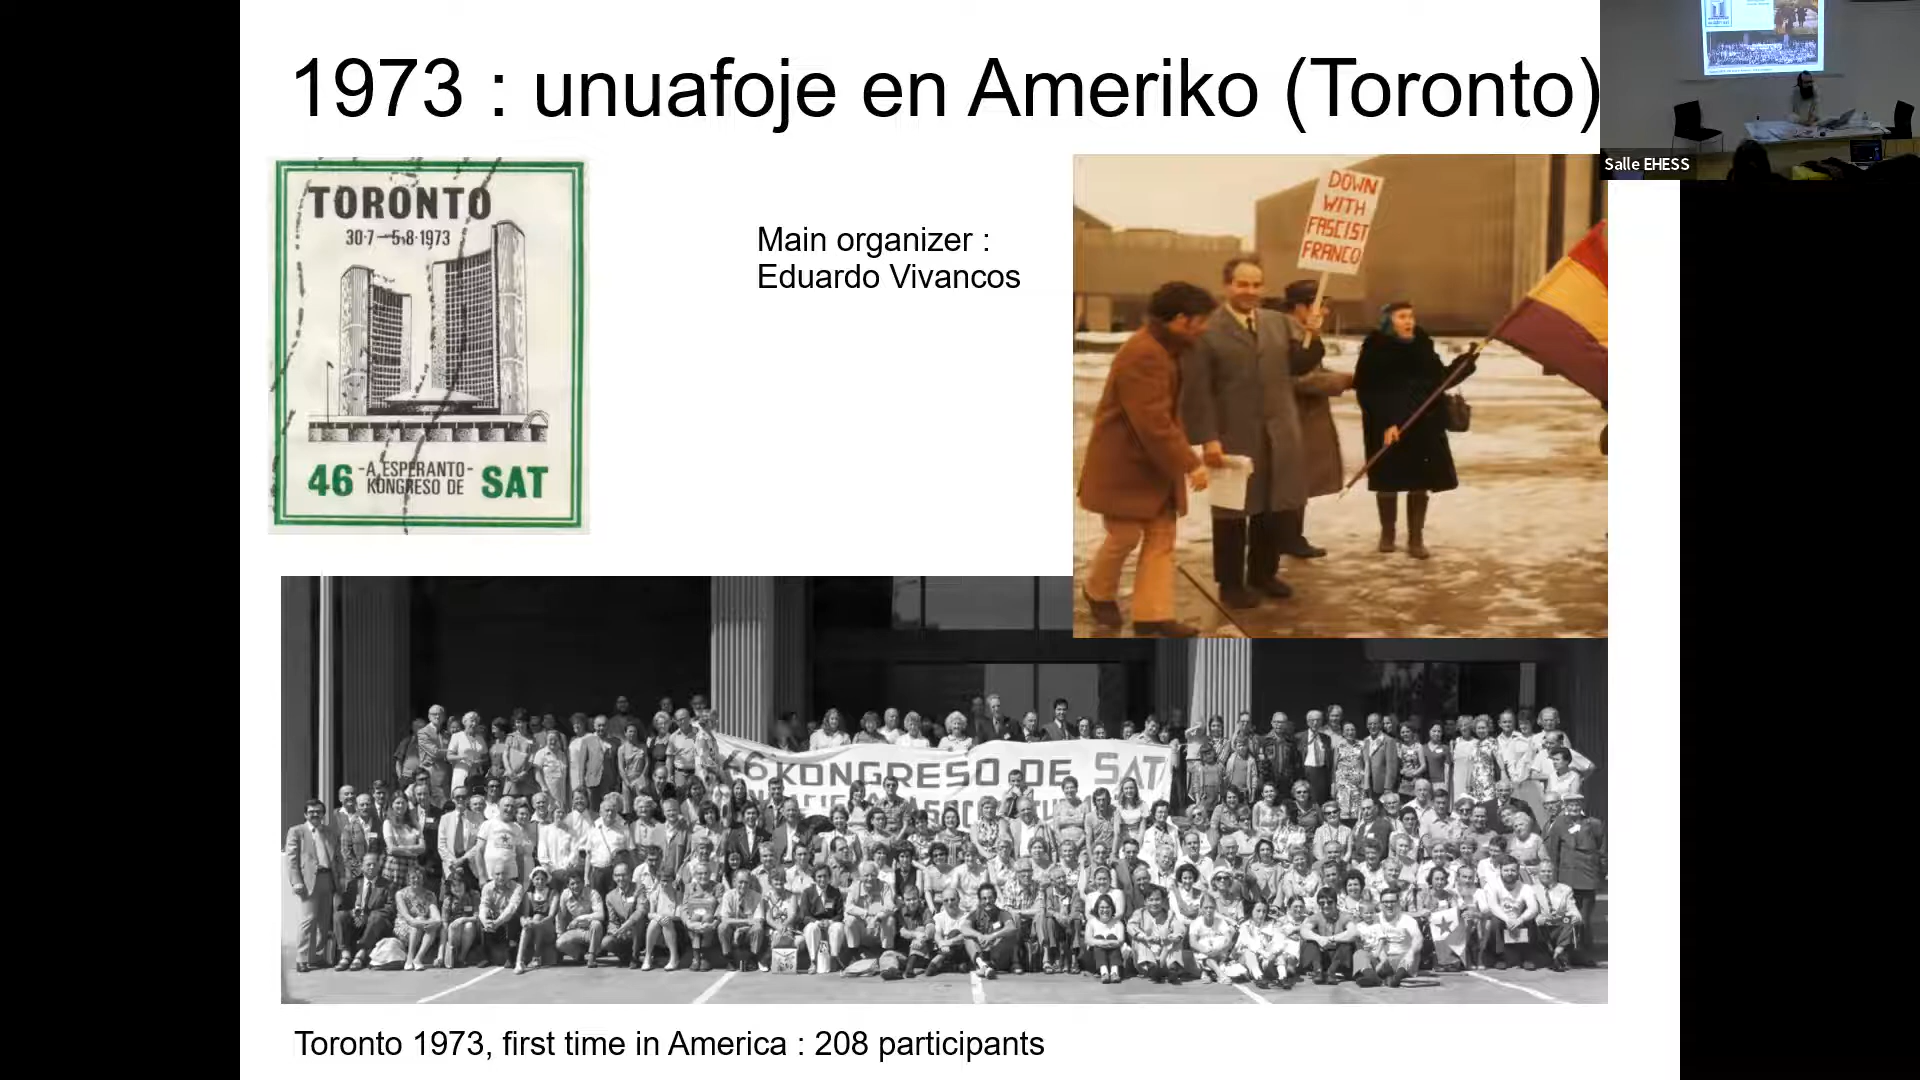 1973 : unuafoje en Ameriko (Toronto)
Salle EHESS
TORONTO
30·7—5·8·1973
46 -A ESPERANTO- SAT
KONGRESO DE
Main organizer :
Eduardo Vivancos
DOWN
WITH
FASCIST
FRANCO
46 KONGRESO DE SAT
Toronto 1973, first time in America : 208 participants